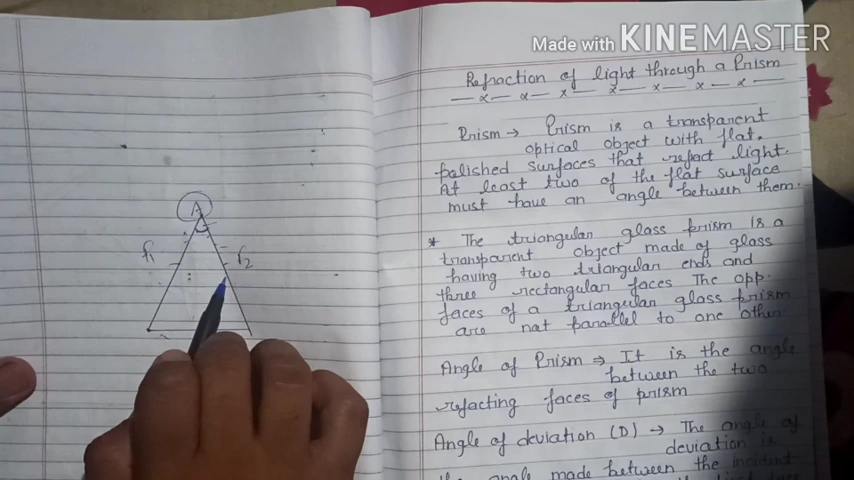 Made with KINEMASTER
A
f1
f2
Refraction of light through a Prism
Prism → Prism is a transparent
optical object with flat.
polished surfaces that refact light.
At least two of the flat surface
must have an angle between them.
* The triangular glass prism is a
transparent object made of glass
having two triangular ends and
three rectangular faces The opp.
faces of a triangular glass prism
are not parallel to one other
Angle of Prism ⇒ It is the angle
between the two
refacting faces of prism
Angle of deviation (D) → The angle of
deviation is
the angle made between the incident